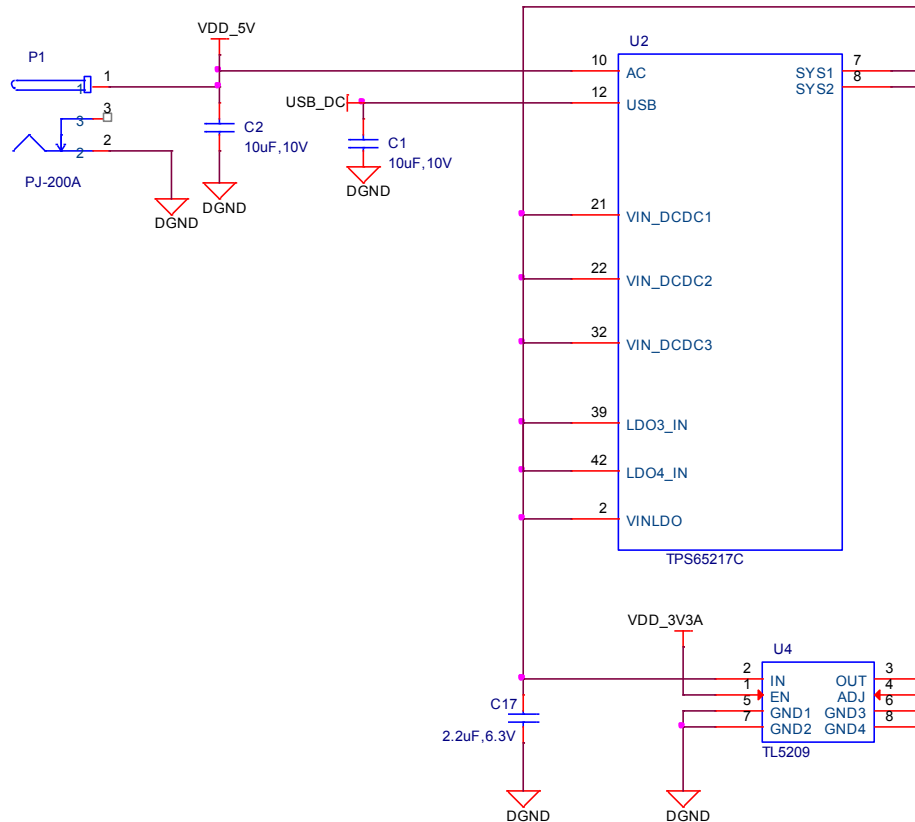 VDD_5V
P1
1
1
3
3
2
2
PJ-200A
DGND
C2
10uF,10V
DGND
USB_DC
C1
10uF,10V
DGND
U2
10 AC SYS1 7
12 USB SYS2 8
21 VIN_DCDC1
22 VIN_DCDC2
32 VIN_DCDC3
39 LDO3_IN
42 LDO4_IN
2 VINLDO
TPS65217C
VDD_3V3A
U4
2 IN OUT 3
1 EN ADJ 4
5 GND1 GND3 6
7 GND2 GND4 8
TL5209
C17
2.2uF,6.3V
DGND
DGND